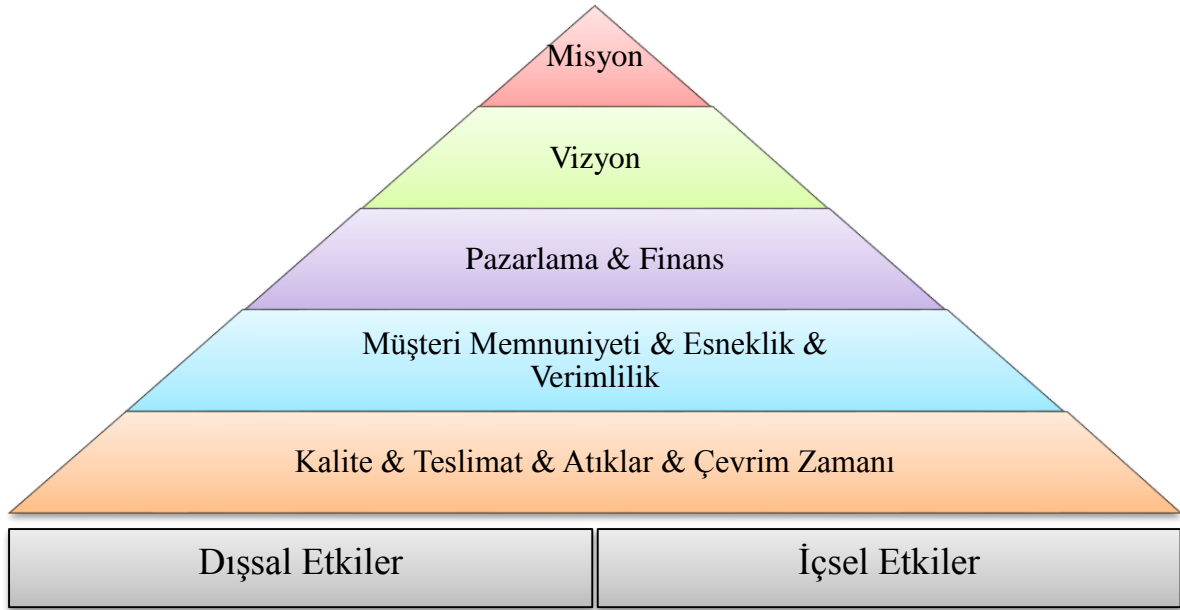 Misyon
Vizyon
Pazarlama & Finans
Müşteri Memnuniyeti & Esneklik &
Verimlilik
Kalite & Teslimat & Atıklar & Çevrim Zamanı
Dışsal Etkiler
İçsel Etkiler